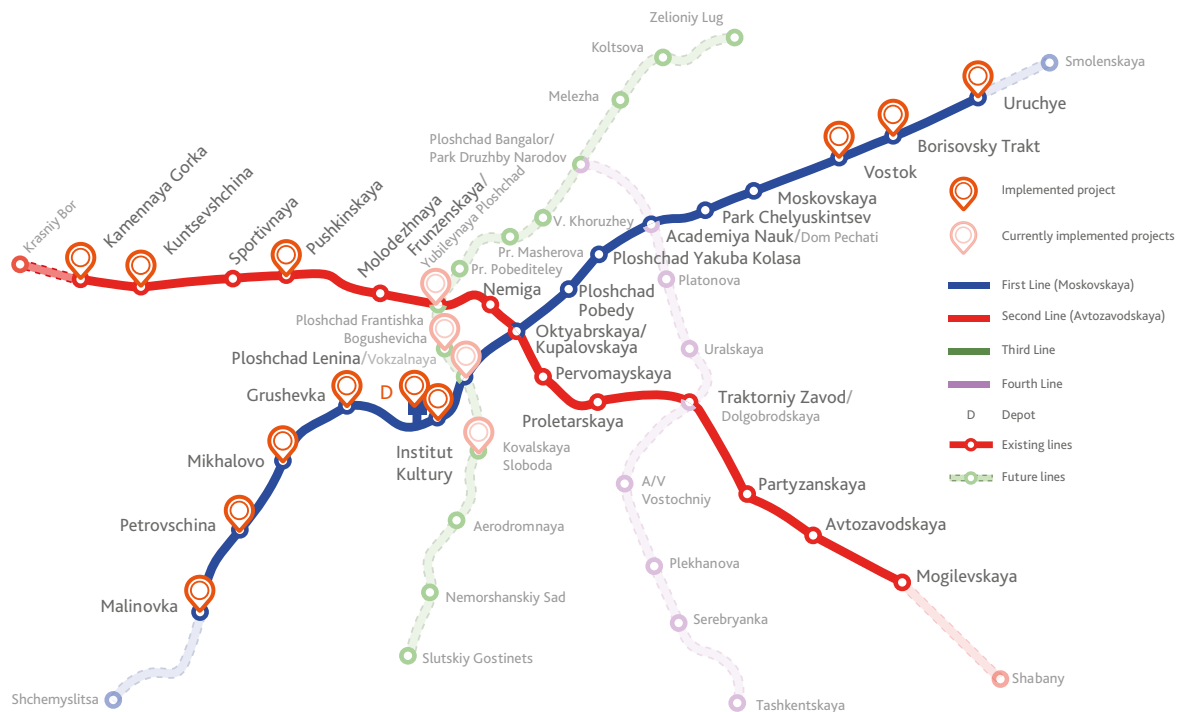 Zelioniy Lug
Koltsova
Smolenskaya
Melezha
Uruchye
Ploshchad Bangalor/
Park Druzhby Narodov
Borisovsky Trakt
Vostok
Krasniy Bor
Kamennaya Gorka
Kuntsevshchina
Sportivnaya
Pushkinskaya
Molodezhnaya
Frunzenskaya/
Yubileynaya Ploshchad
Moskovskaya
Park Chelyuskintsev
V. Khoruzhey
Academiya Nauk/Dom Pechati
Pr. Masherova
Ploshchad Yakuba Kolasa
Pr. Pobediteley
Platonova
Nemiga
Ploshchad
Pobedy
Ploshchad Frantishka
Bogushevicha
Oktyabrskaya/
Kupalovskaya
Uralskaya
Ploshchad Lenina/Vokzalnaya
Pervomayskaya
Grushevka
D
Traktorniy Zavod/
Dolgobrodskaya
Proletarskaya
Institut
Kultury
Kovalskaya
Sloboda
Mikhalovo
A/V
Vostochniy
Partyzanskaya
Petrovschina
Aerodromnaya
Avtozavodskaya
Plekhanova
Mogilevskaya
Malinovka
Nemorshanskiy Sad
Serebryanka
Slutskiy Gostinets
Shabany
Shchemyslitsa
Tashkentskaya
Implemented project
Currently implemented projects
First Line (Moskovskaya)
Second Line (Avtozavodskaya)
Third Line
Fourth Line
D Depot
Existing lines
Future lines